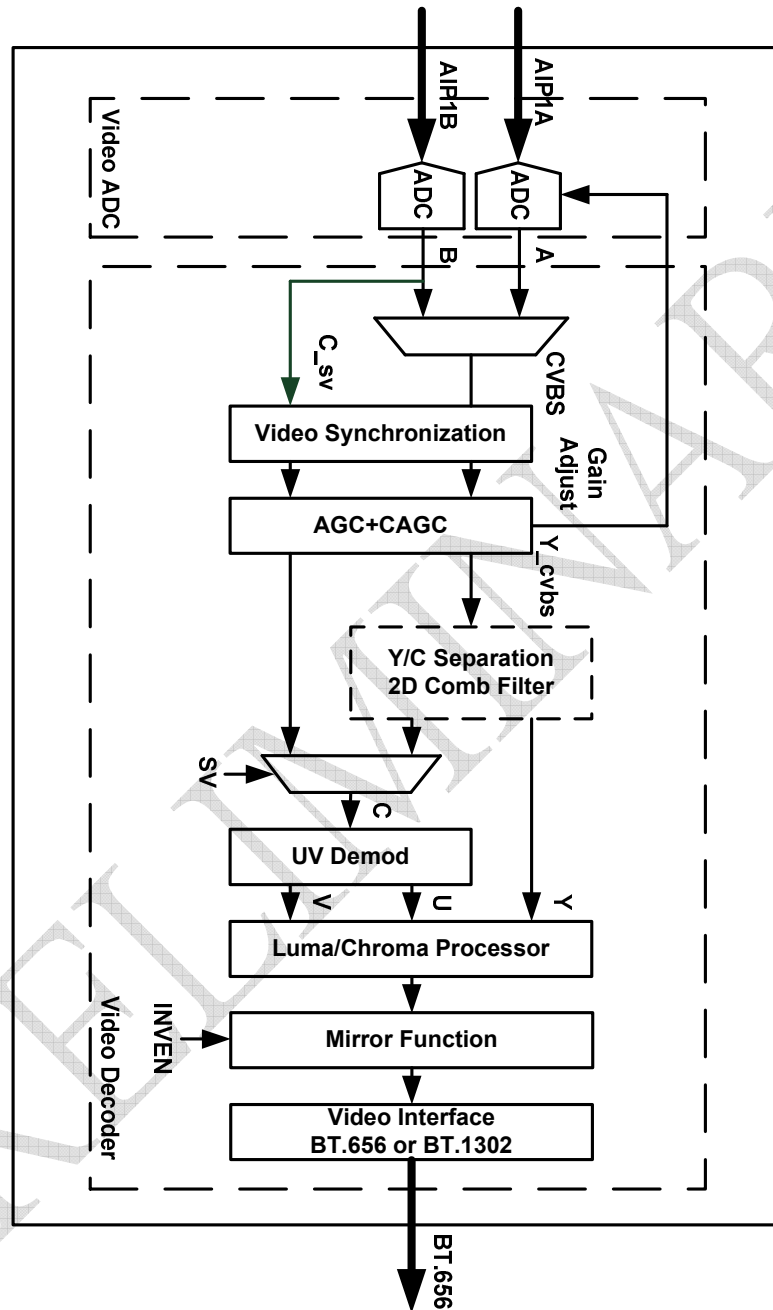 AIP1B
AIP1A
Video ADC
ADC
ADC
B
A
C_sv
CVBS
Video Synchronization
Gain
Adjust
AGC+CAGC
Y_cvbs
Y/C Separation
2D Comb Filter
SV
C
UV Demod
V
U
Y
Luma/Chroma Processor
INVEN
Mirror Function
Video Decoder
Video Interface
BT.656 or BT.1302
BT.656
RELIMINAR